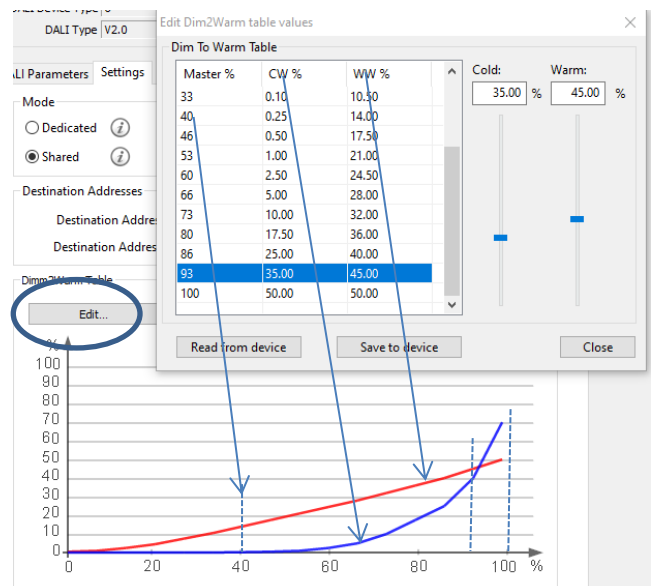 DALI Type V2.0
Edit Dim2Warm table values
Dim To Warm Table
ALI Parameters Settings
Mode
Dedicated
Shared
Destination Addresses
Destination Addre
Destination Addres
Dimm2Warm Table
Edit...
Master % CW % WW %
33 0.10 10.50
40 0.25 14.00
46 0.50 17.50
53 1.00 21.00
60 2.50 24.50
66 5.00 28.00
73 10.00 32.00
80 17.50 36.00
86 25.00 40.00
93 35.00 45.00
100 50.00 50.00
Cold: Warm:
35.00 % 45.00 %
Read from device Save to device Close
%
100
90
80
70
60
50
40
30
20
10
0
0 20 40 60 80 100 %